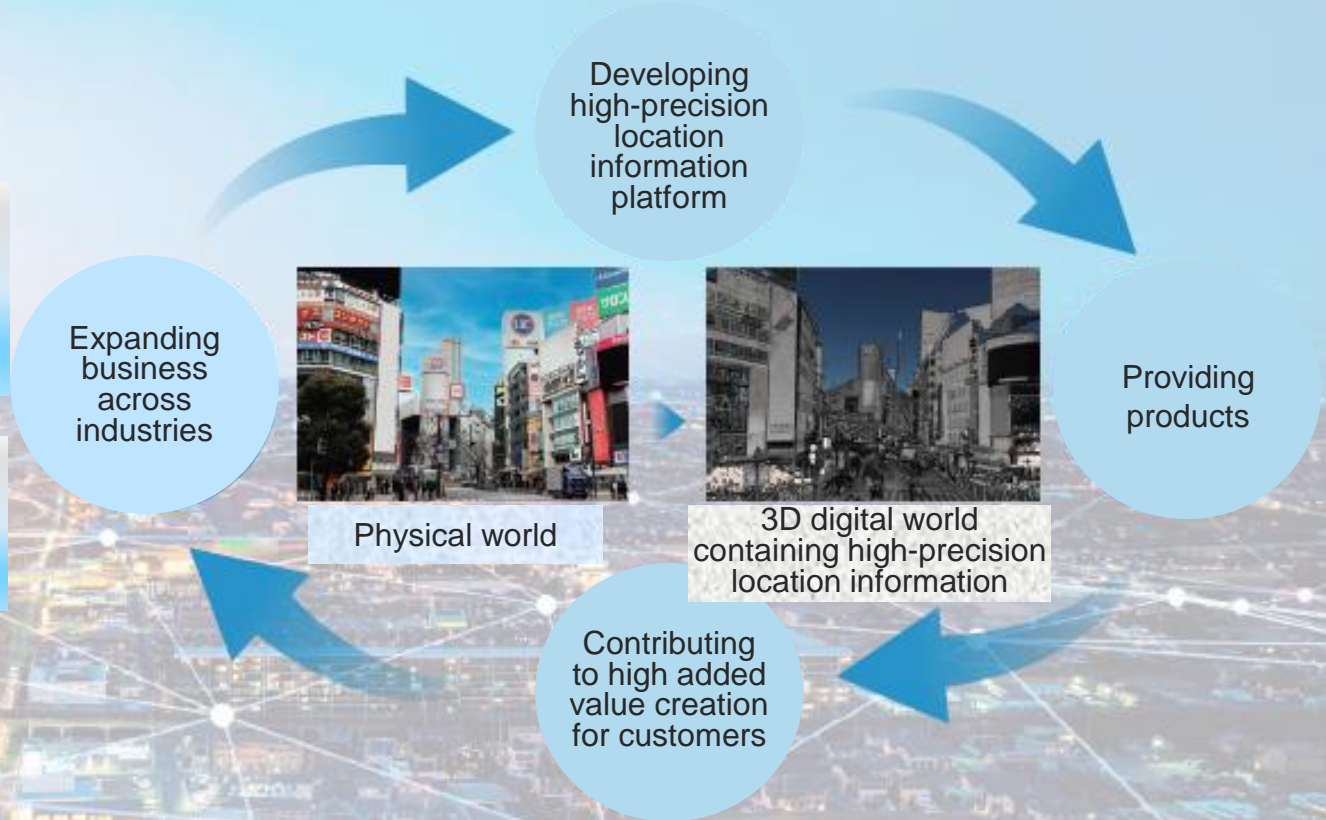 Developing
high-precision
location
information
platform
Expanding
business
across
industries
Providing
products
Physical world
3D digital world
containing high-precision
location information
Contributing
to high added
value creation
for customers